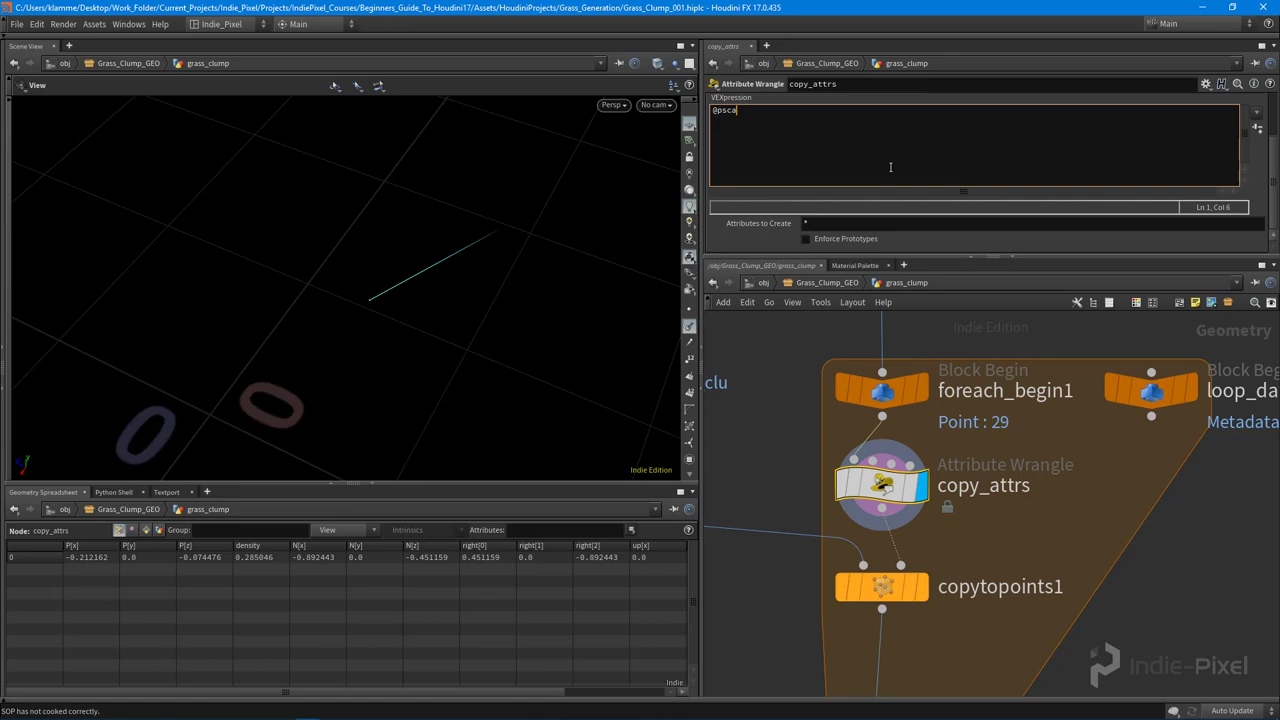 C:/Users/klamme/Desktop/Work_Folder/Current_Projects/Projects/IndiePixel_Courses/Beginners_Guide_To_Houdini17/Assets/HoudiniProjects/Grass_Generation/Grass_Clump_001.hiplc - Houdini FX 17.0.435
File Edit Render Assets Windows Help Indie_Pixel Main Main
Scene View
obj Grass_Clump_GEO grass_clump
View
Persp No cam
Indie Edition
copy_attrs
obj Grass_Clump_GEO grass_clump
Attribute Wrangle copy_attrs
VEXpression
@psca
Ln 1, Col 6
Attributes to Create *
Enforce Prototypes
/obj/Grass_Clump_GEO/grass_clump Material Palette
obj Grass_Clump_GEO grass_clump
Add Edit Go View Tools Layout Help
Indie Edition Geometry
Block Begin
foreach_begin1
Point : 29
Block Beg
loop_da
Metadata
clu
Attribute Wrangle
copy_attrs
copytopoints1
Indie-Pixel
Geometry Spreadsheet Python Shell Textport
obj Grass_Clump_GEO grass_clump
Node: copy_attrs Group: View Intrinsics Attributes:
P[x] P[y] P[z] density N[x] N[y] N[z] right[0] right[1] right[2] up[x]
0 -0.212162 0.0 -0.074476 0.285046 -0.892443 0.0 -0.451159 0.451159 0.0 -0.892443 0.0
Indie
SOP has not cooked correctly.
Auto Update